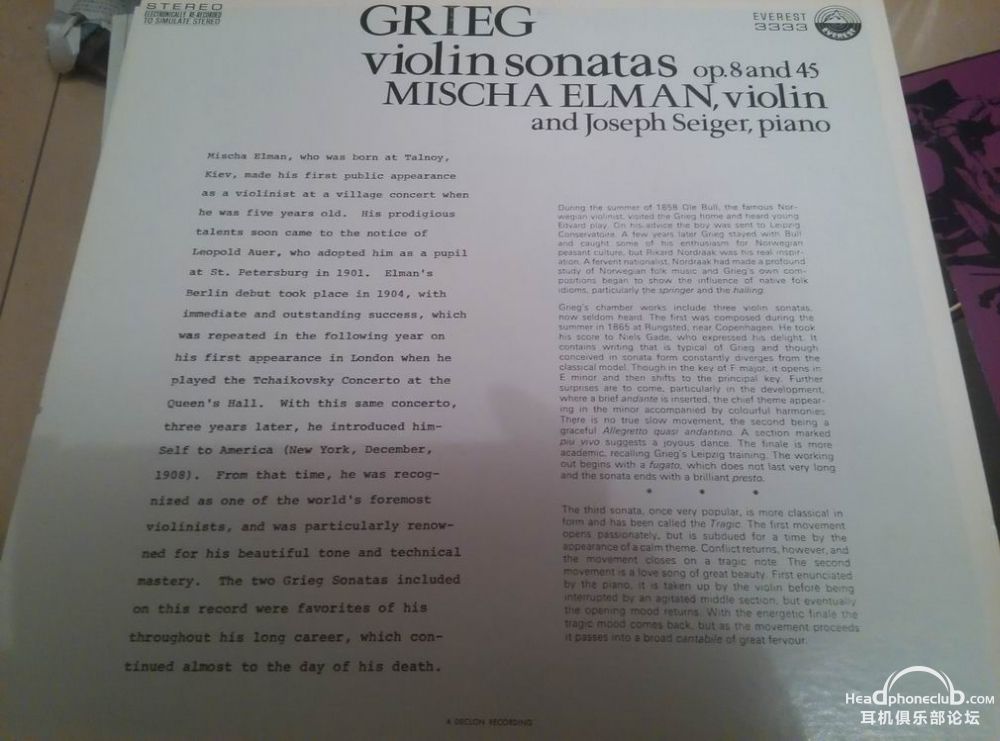 STEREO
ELECTRONICALLY RE-RECORDED
TO SIMULATE STEREO
GRIEG
violin sonatas op.8 and 45
MISCHA ELMAN, violin
and Joseph Seiger, piano
EVEREST
3333
EVEREST
Mischa Elman, who was born at Talnoy,
Kiev, made his first public appearance
as a violinist at a village concert when
he was five years old. His prodigious
talents soon came to the notice of
Leopold Auer, who adopted him as a pupil
at St. Petersburg in 1901. Elman's
Berlin debut took place in 1904, with
immediate and outstanding success, which
was repeated in the following year on
his first appearance in London when he
played the Tchaikovsky Concerto at the
Queen's Hall. With this same concerto,
three years later, he introduced him-
Self to America (New York, December,
1908). From that time, he was recog-
nized as one of the world's foremost
violinists, and was particularly renow-
ned for his beautiful tone and technical
mastery. The two Grieg Sonatas included
on this record were favorites of his
throughout his long career, which con-
tinued almost to the day of his death.
During the summer of 1858 Ole Bull, the famous Nor-
wegian violinist, visited the Grieg home and heard young
Edvard play. On his advice the boy was sent to Leipzig
Conservatoire. A few years later Grieg stayed with Bull
and caught some of his enthusiasm for Norwegian
peasant culture, but Rikard Nordraak was his real inspir-
ation. A fervent nationalist, Nordraak had made a profound
study of Norwegian folk music and Grieg's own com-
positions began to show the influence of native folk
idioms, particularly the springer and the halling.
Grieg's chamber works include three violin sonatas,
now seldom heard. The first was composed during the
summer in 1865 at Rungsted, near Copenhagen. He took
his score to Niels Gade, who expressed his delight. It
contains writing that is typical of Grieg and though
conceived in sonata form constantly diverges from the
classical model. Though in the key of F major, it opens in
E minor and then shifts to the principal key. Further
surprises are to come, particularly in the development,
where a brief andante is inserted, the chief theme appear-
ing in the minor accompanied by colourful harmonies.
There is no true slow movement, the second being a
graceful Allegretto quasi andantino. A section marked
piu vivo suggests a joyous dance. The finale is more
academic, recalling Grieg's Leipzig training. The working
out begins with a fugato, which does not last very long
and the sonata ends with a brilliant presto.
* * *
The third sonata, once very popular, is more classical in
form and has been called the Tragic. The first movement
opens passionately, but is subdued for a time by the
appearance of a calm theme. Conflict returns, however, and
the movement closes on a tragic note. The second
movement is a love song of great beauty. First enunciated
by the piano, it is taken up by the violin before being
interrupted by an agitated middle section, but eventually
the opening mood returns. With the energetic finale the
tragic mood comes back, but as the movement proceeds
it passes into a broad cantabile of great fervour.
A DECLON RECORDING
Headphoneclub.com
耳机俱乐部论坛